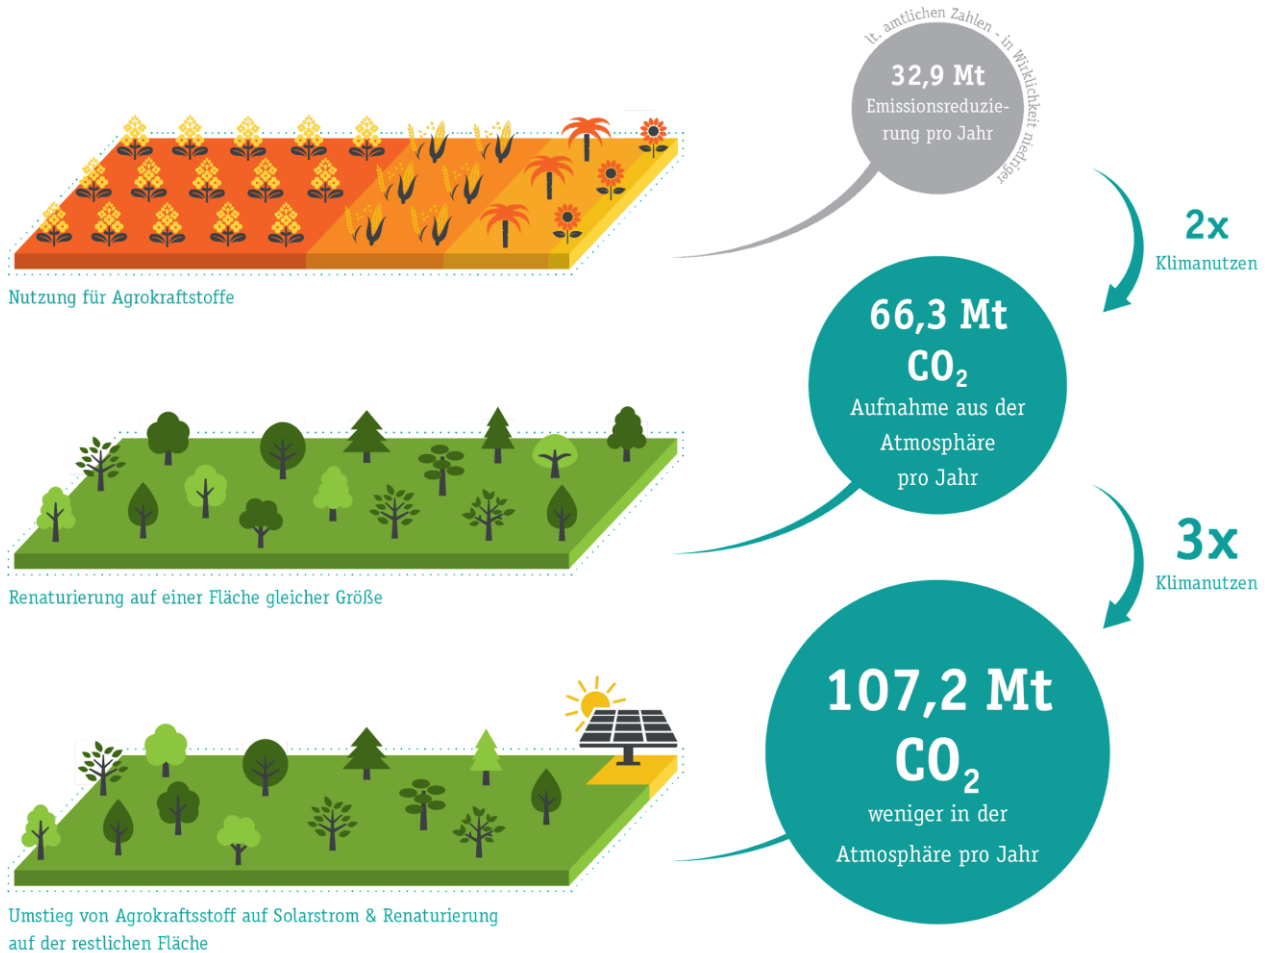 lt. amtlichen Zahlen - in Wirklichkeit niedriger
32,9 Mt
Emissionsreduzie-
rung pro Jahr
2x
Klimanutzen
Nutzung für Agrokraftstoffe
66,3 Mt
CO₂
Aufnahme aus der
Atmosphäre
pro Jahr
3x
Klimanutzen
Renaturierung auf einer Fläche gleicher Größe
107,2 Mt
CO₂
weniger in der
Atmosphäre pro Jahr
Umstieg von Agrokraftsstoff auf Solarstrom & Renaturierung
auf der restlichen Fläche